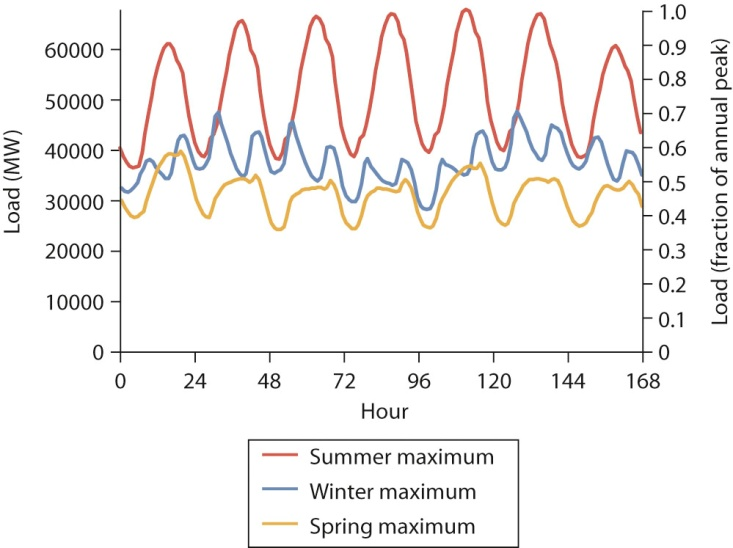 Load (MW)
60000
50000
40000
30000
20000
10000
0
1.0
0.9
0.8
0.7
0.6
0.5
0.4
0.3
0.2
0.1
0
Load (fraction of annual peak)
0 24 48 72 96 120 144 168
Hour
Summer maximum
Winter maximum
Spring maximum